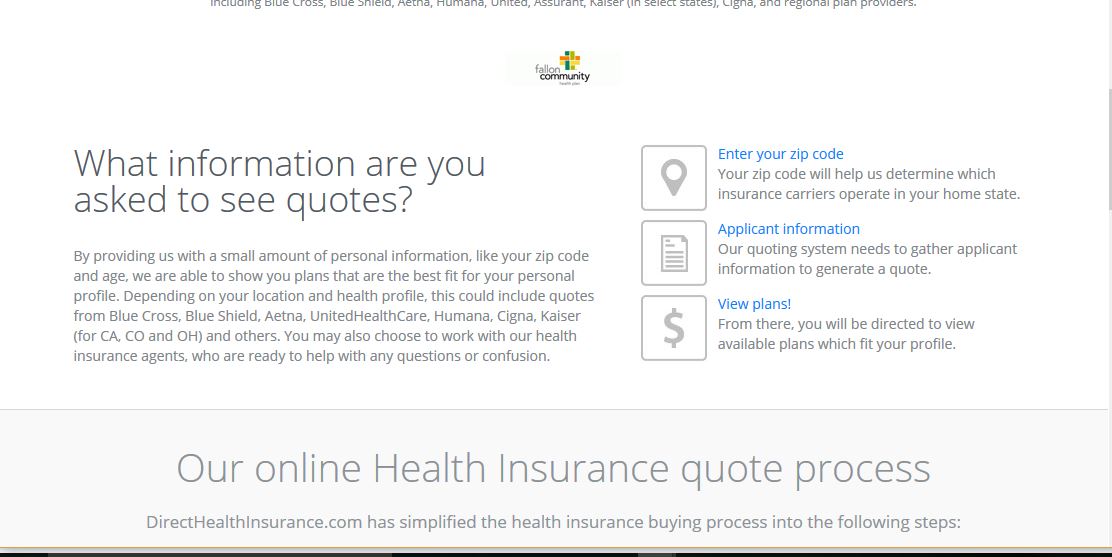 including Blue Cross, Blue Shield, Aetna, Humana, United, Assurant, Kaiser (in select states), Cigna, and regional plan providers.
fallon
community
health plan
What information are you
asked to see quotes?
By providing us with a small amount of personal information, like your zip code
and age, we are able to show you plans that are the best fit for your personal
profile. Depending on your location and health profile, this could include quotes
from Blue Cross, Blue Shield, Aetna, UnitedHealthCare, Humana, Cigna, Kaiser
(for CA, CO and OH) and others. You may also choose to work with our health
insurance agents, who are ready to help with any questions or confusion.
Enter your zip code
Your zip code will help us determine which
insurance carriers operate in your home state.
Applicant information
Our quoting system needs to gather applicant
information to generate a quote.
$
View plans!
From there, you will be directed to view
available plans which fit your profile.
Our online Health Insurance quote process
DirectHealthInsurance.com has simplified the health insurance buying process into the following steps: